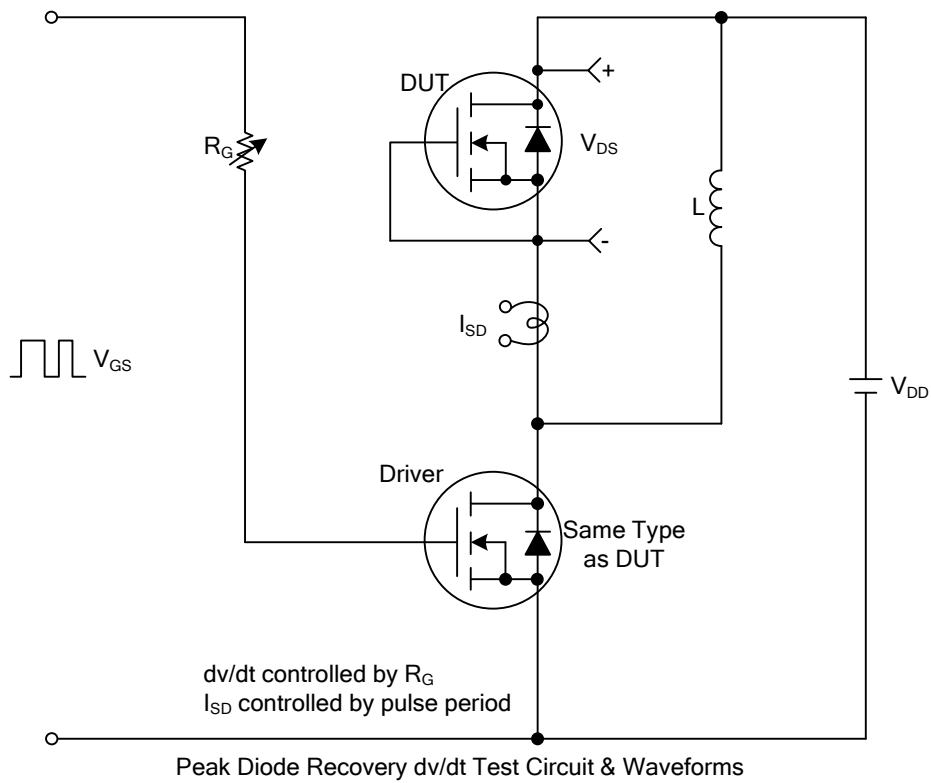 DUT
+
R_G
V_DS
L
-
I_SD
V_GS
V_DD
Driver
Same Type
as DUT
dv/dt controlled by R_G
I_SD controlled by pulse period
Peak Diode Recovery dv/dt Test Circuit & Waveforms